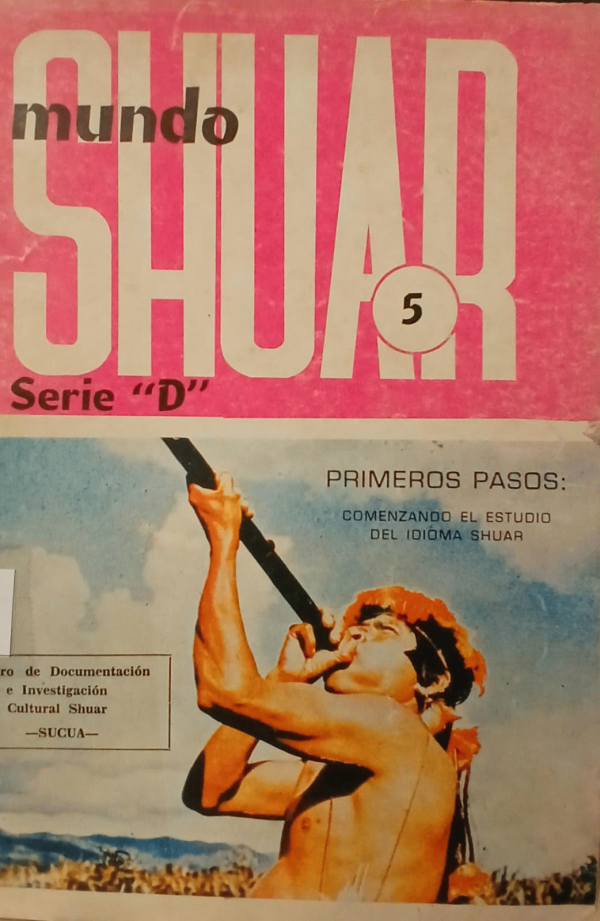 mundo
SHUAR
5
Serie "D"
PRIMEROS PASOS:
COMENZANDO EL ESTUDIO
DEL IDIOMA SHUAR
ro de Documentación
e Investigación
Cultural Shuar
—SUCUA—